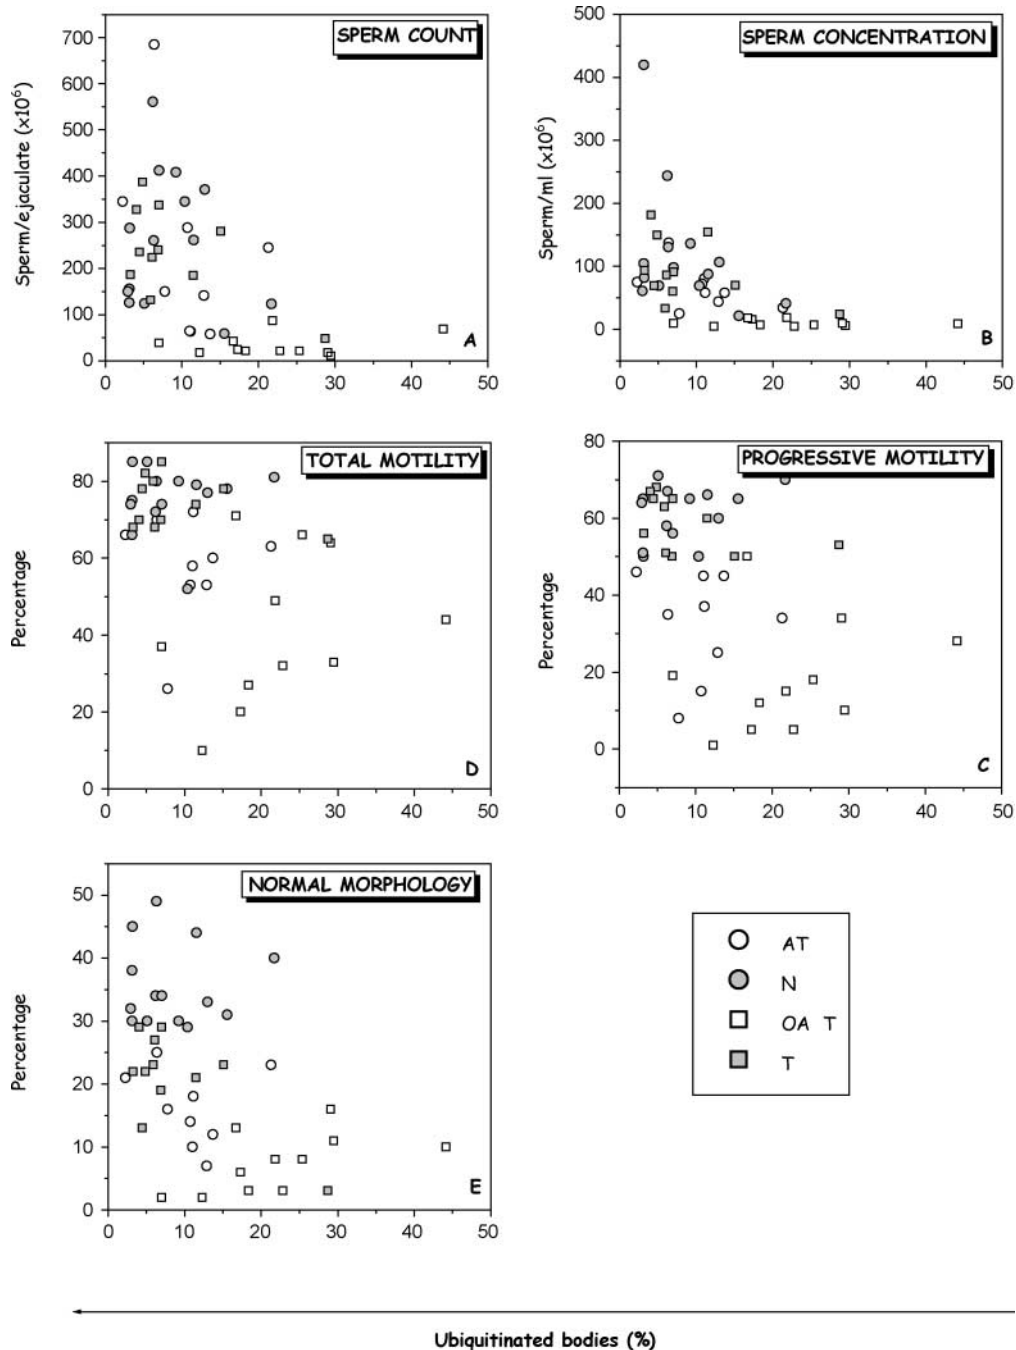 SPERM COUNT
Sperm/ejaculate (x10⁶)
700
600
500
400
300
200
100
0
0 10 20 30 40 50
A
SPERM CONCENTRATION
Sperm/ml (x10⁶)
500
400
300
200
100
0
0 10 20 30 40 50
B
TOTAL MOTILITY
Percentage
80
60
40
20
0
0 10 20 30 40 50
D
PROGRESSIVE MOTILITY
Percentage
80
60
40
20
0
0 10 20 30 40 50
C
NORMAL MORPHOLOGY
Percentage
50
40
30
20
10
0
0 10 20 30 40 50
E
AT
N
OA T
T
Ubiquitinated bodies (%)